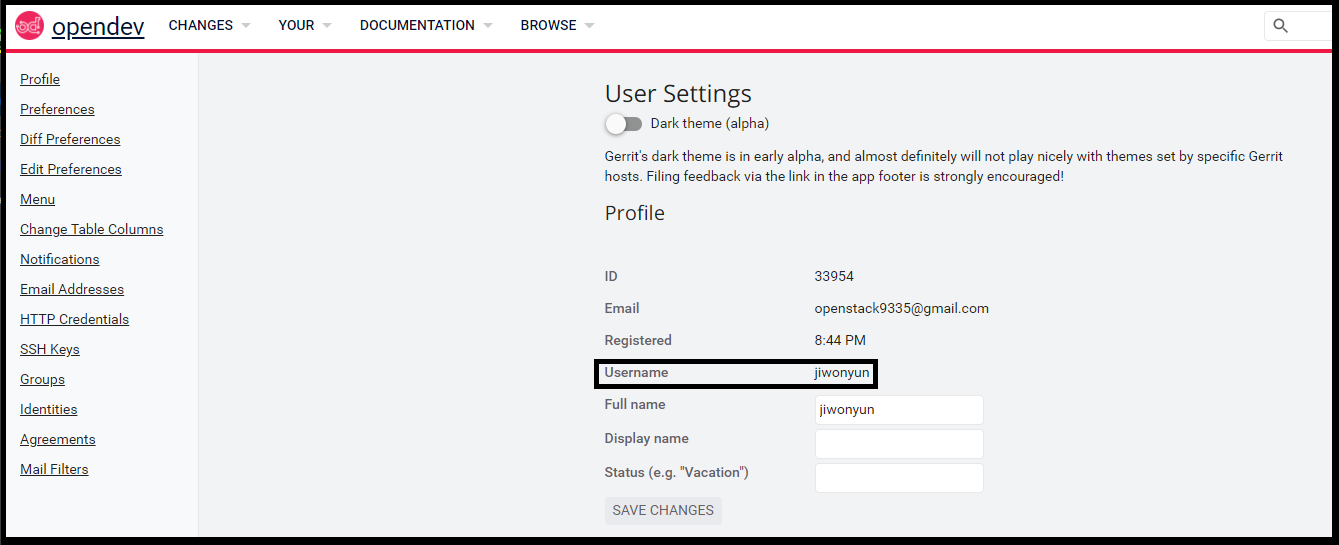 opendev CHANGES YOUR DOCUMENTATION BROWSE
Profile
Preferences
Diff Preferences
Edit Preferences
Menu
Change Table Columns
Notifications
Email Addresses
HTTP Credentials
SSH Keys
Groups
Identities
Agreements
Mail Filters
User Settings
Dark theme (alpha)
Gerrit's dark theme is in early alpha, and almost definitely will not play nicely with themes set by specific Gerrit
hosts. Filing feedback via the link in the app footer is strongly encouraged!
Profile
ID 33954
Email openstack9335@gmail.com
Registered 8:44 PM
Username jiwonyun
Full name jiwonyun
Display name
Status (e.g. "Vacation")
SAVE CHANGES